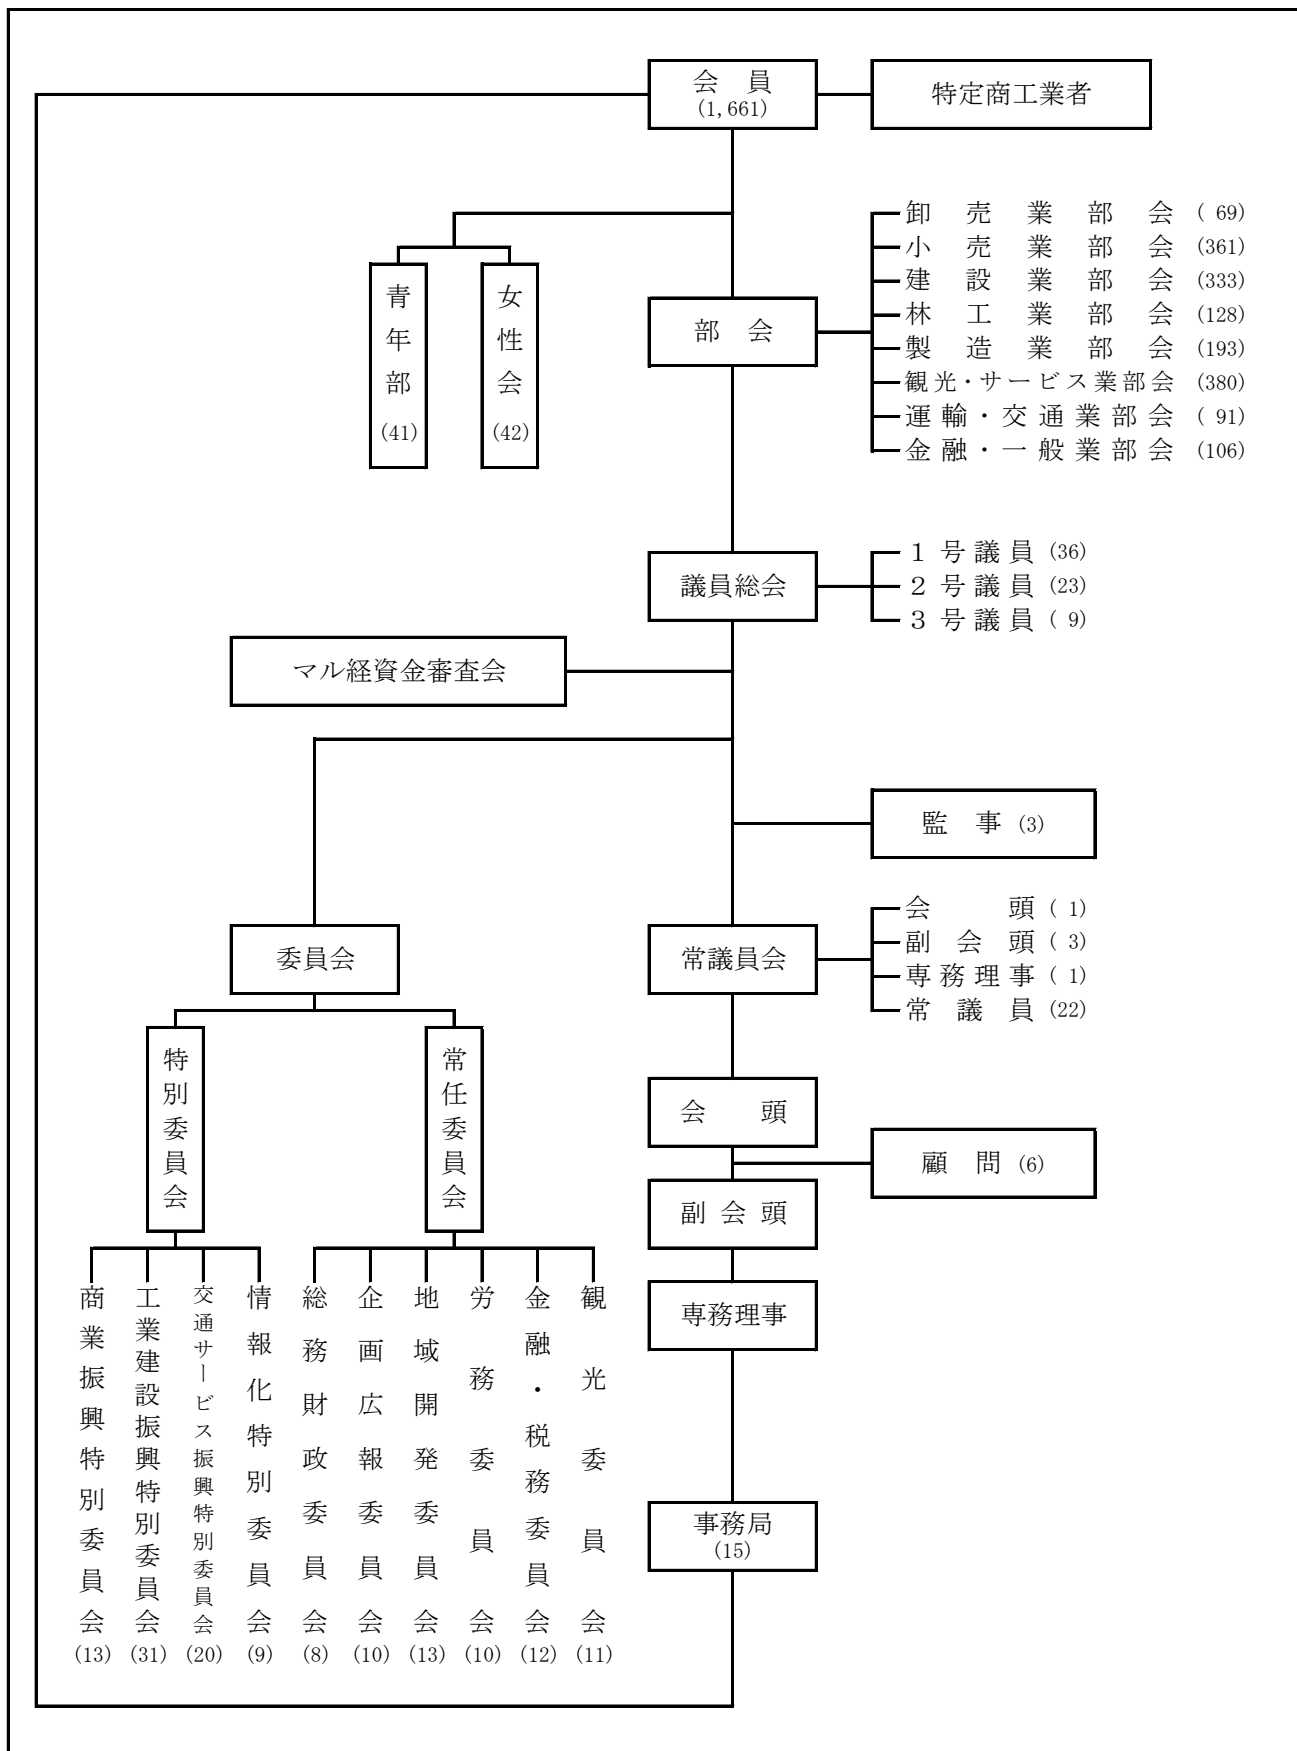 会員
(1,661)
特定商工業者
卸売業部会 ( 69)
小売業部会 (361)
建設業部会 (333)
林工業部会 (128)
製造業部会 (193)
観光・サービス業部会 (380)
運輸・交通業部会 ( 91)
金融・一般業部会 (106)
青年部
(41)
女性会
(42)
部会
1号議員 (36)
2号議員 (23)
3号議員 ( 9)
議員総会
マル経資金審査会
監事 (3)
委員会
常議員会
会頭 ( 1)
副会頭 ( 3)
専務理事 ( 1)
常議員 (22)
特別委員会
常任委員会
会頭
顧問 (6)
副会頭
専務理事
事務局
(15)
商業振興特別委員会
(13)
工業建設振興特別委員会
(31)
交通サービス振興特別委員会
(20)
情報化特別委員会
(9)
総務財政委員会
(8)
企画広報委員会
(10)
地域開発委員会
(13)
労務委員会
(10)
金融・税務委員会
(12)
観光委員会
(11)